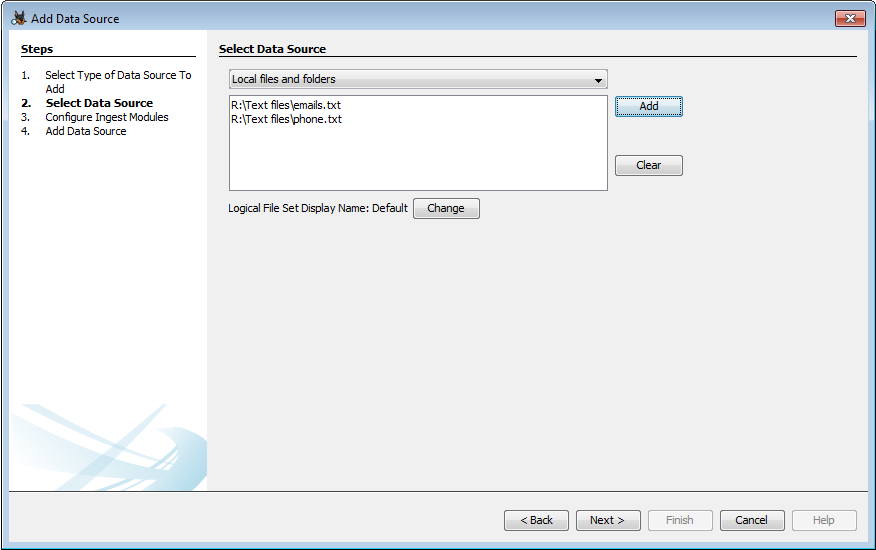 Add Data Source
Steps
1. Select Type of Data Source To
Add
2. Select Data Source
3. Configure Ingest Modules
4. Add Data Source
Select Data Source
Local files and folders
R:\Text files\emails.txt
R:\Text files\phone.txt
Add
Clear
Logical File Set Display Name: Default
Change
< Back
Next >
Finish
Cancel
Help